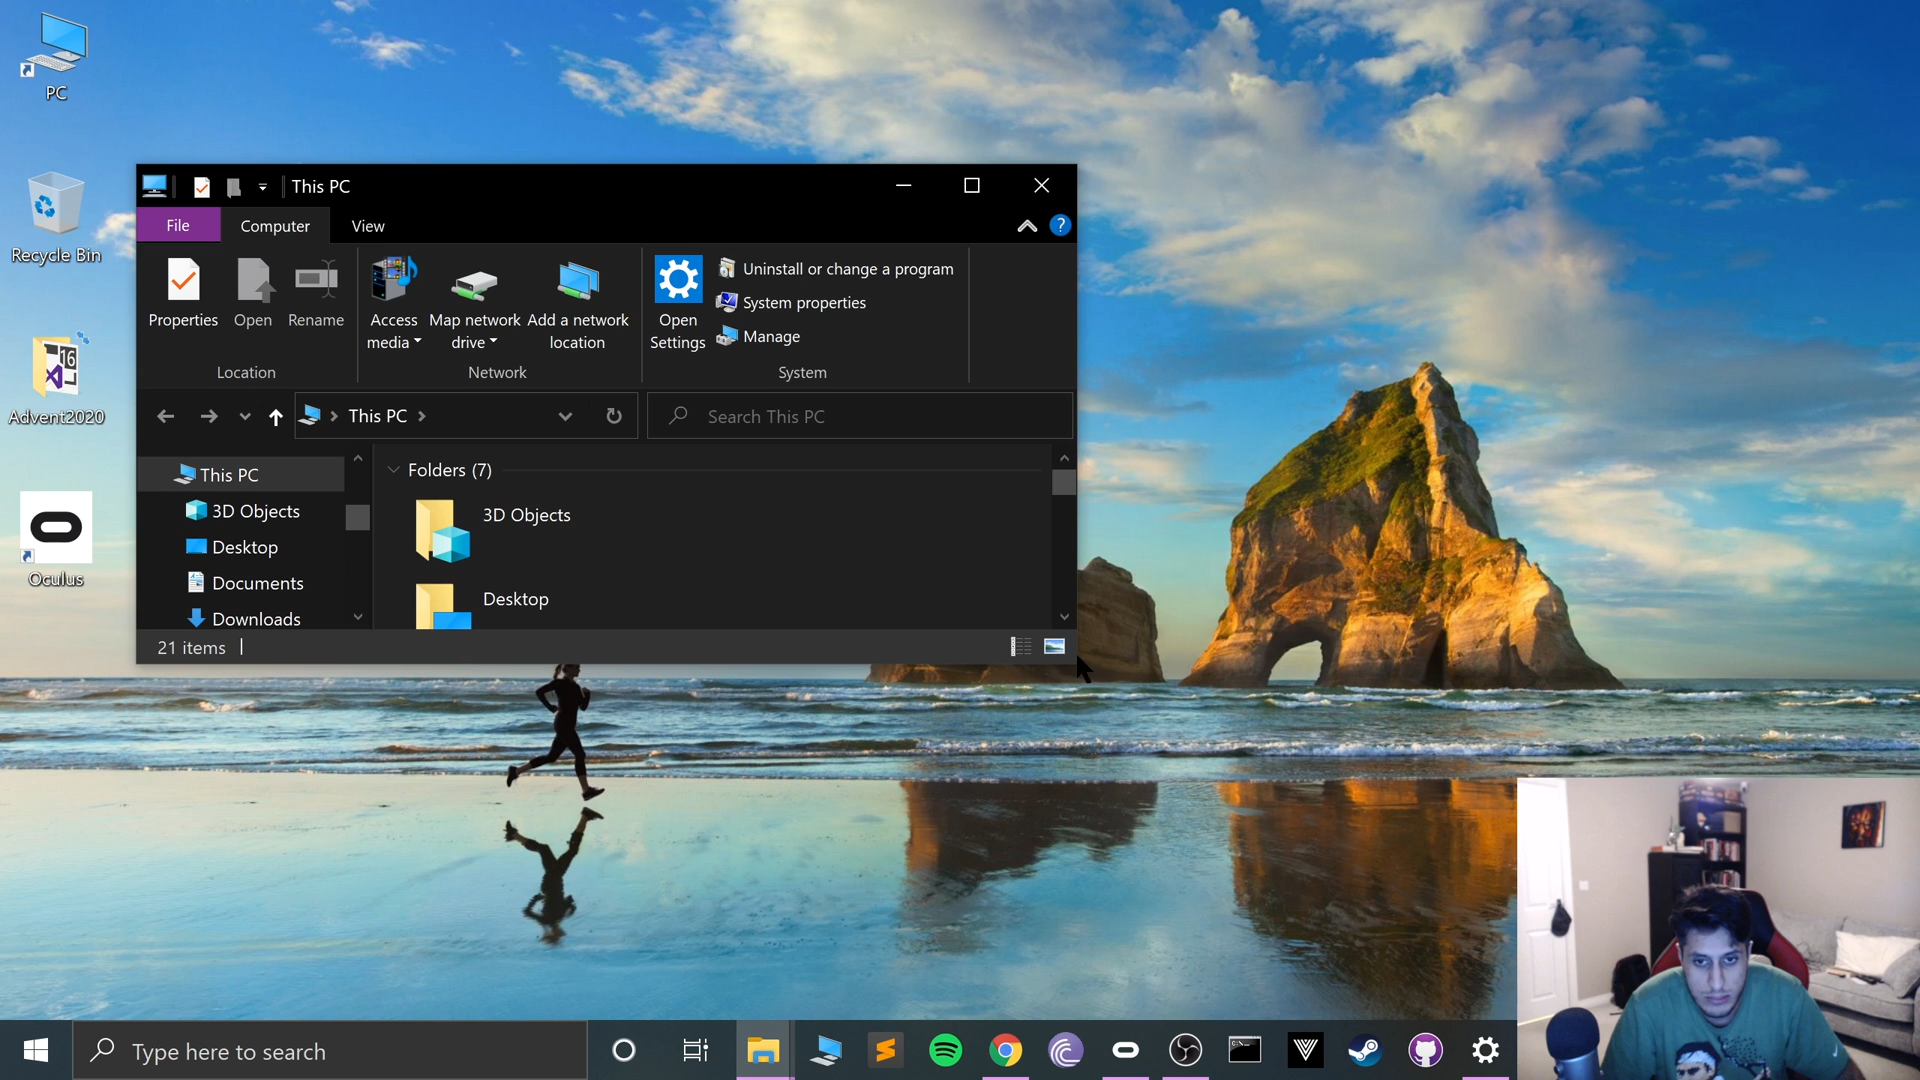 PC
Recycle Bin
Advent2020
16
Oculus
This PC
File
Computer
View
?
Properties
Open
Rename
Access
media
Map network
drive
Add a network
location
Open
Settings
Uninstall or change a program
System properties
Manage
Location
Network
System
This PC
Search This PC
This PC
3D Objects
Desktop
Documents
Downloads
Folders (7)
3D Objects
Desktop
21 items
Type here to search